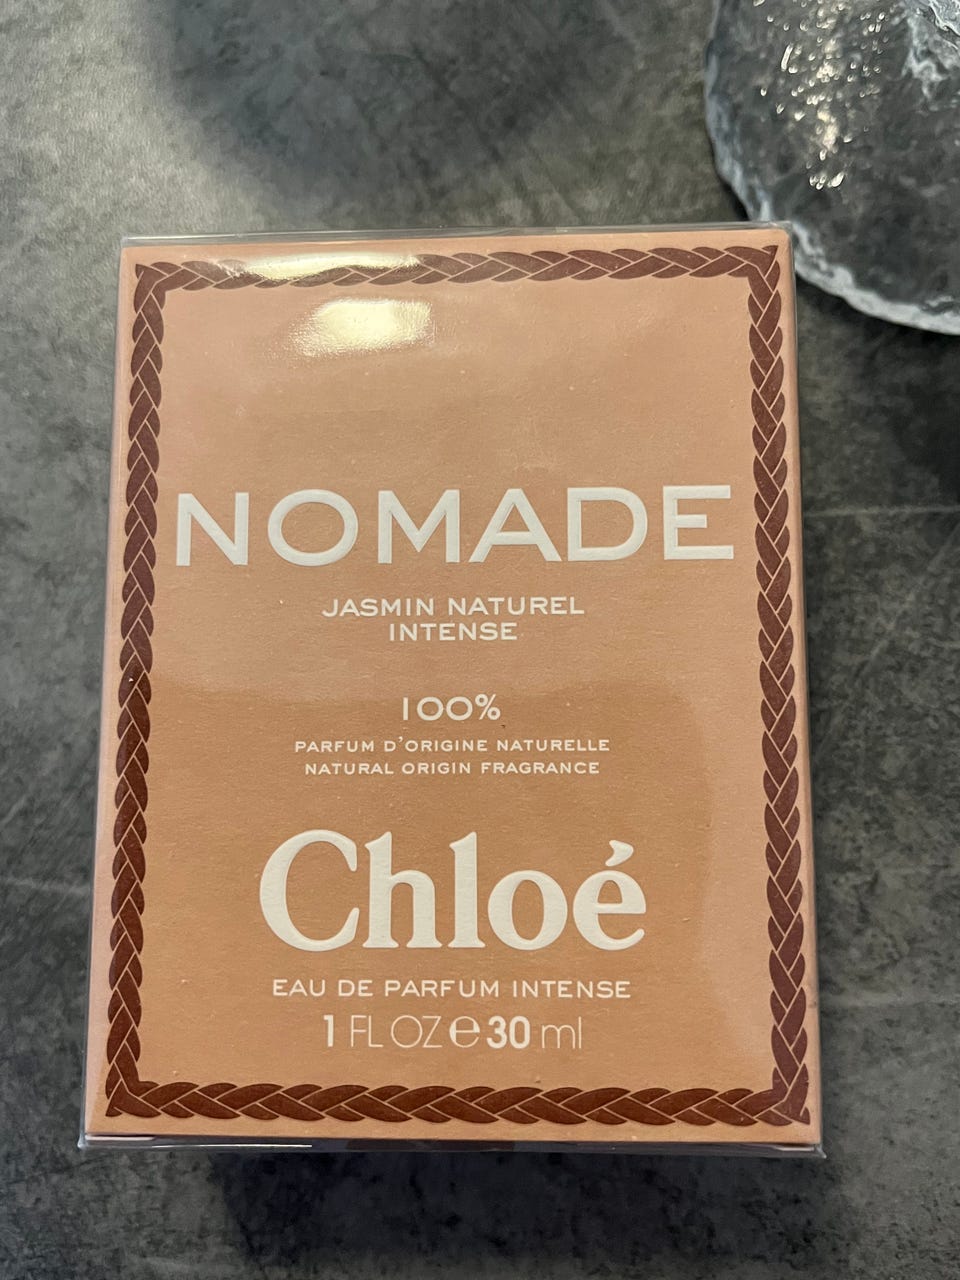 NOMADE
JASMIN NATUREL
INTENSE
100%
PARFUM D'ORIGINE NATURELLE
NATURAL ORIGIN FRAGRANCE
Chloé
EAU DE PARFUM INTENSE
1 FL OZ ℮ 30 ml